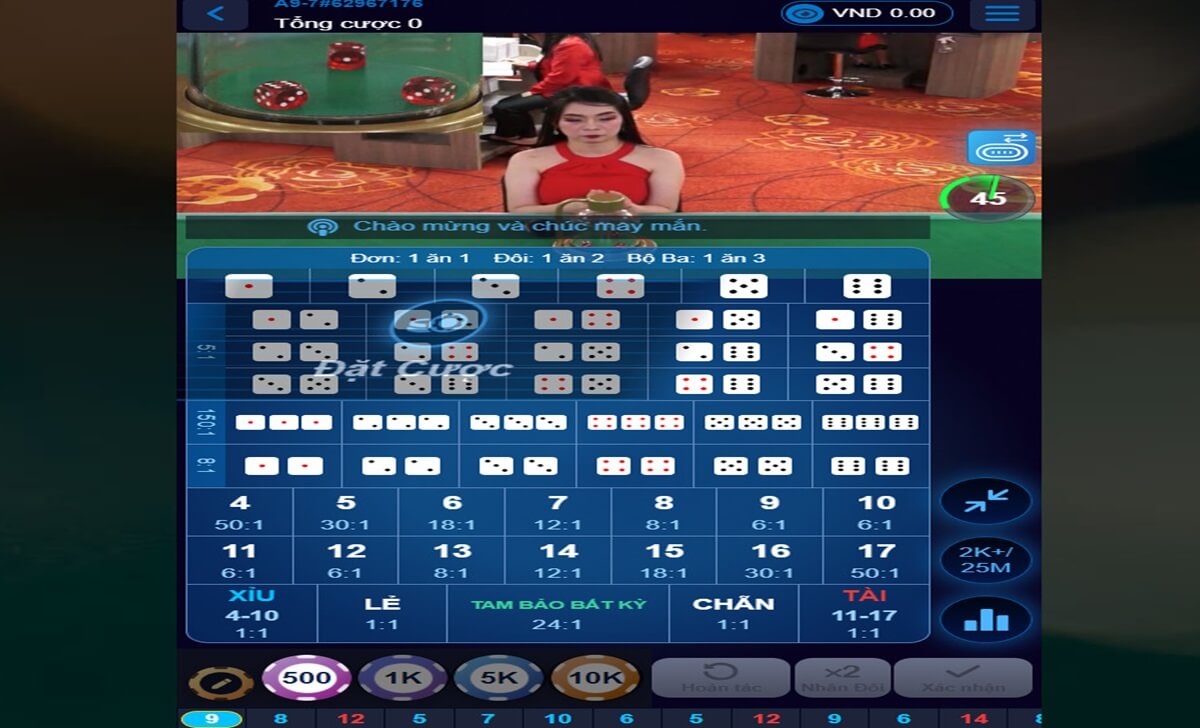 A9-7#62967176
Tổng cược 0
VND 0.00
45
Chào mừng và chúc may mắn.
Đơn: 1 ăn 1 Đôi: 1 ăn 2 Bộ Ba: 1 ăn 3
5:1
Đặt Cược
150:1
8:1
4 5 6 7 8 9 10
50:1 30:1 18:1 12:1 8:1 6:1 6:1
11 12 13 14 15 16 17
6:1 6:1 8:1 12:1 18:1 30:1 50:1
2K+/
25M
XỈU LẺ TAM BẢO BẤT KỲ CHẴN TÀI
4-10 11-17
1:1 1:1 24:1 1:1 1:1
500 1K 5K 10K
x2
Hoàn tác Nhân Đôi Xác nhận
9 8 12 5 7 10 6 5 12 9 6 14 8